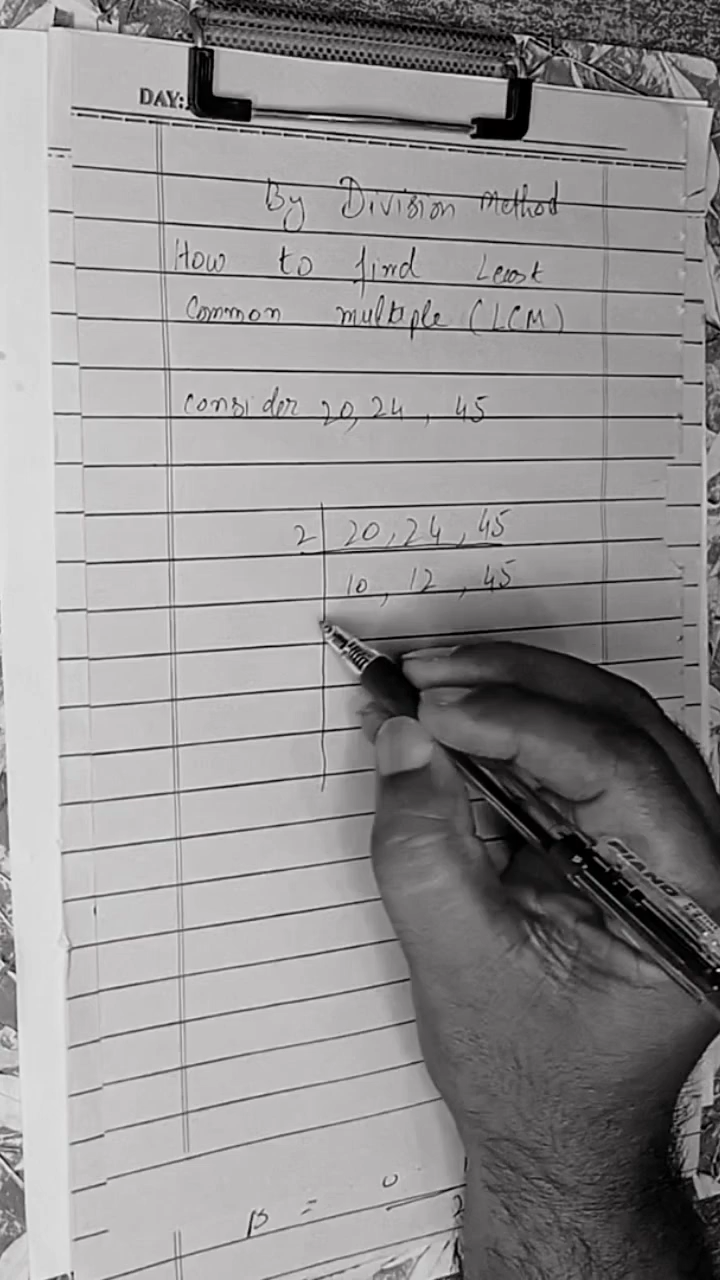 DAY:
By Division Method
How to find Least
Common multiple (LCM)
Consider 20, 24, 45
2 | 20, 24, 45
10, 12, 45
PIANO